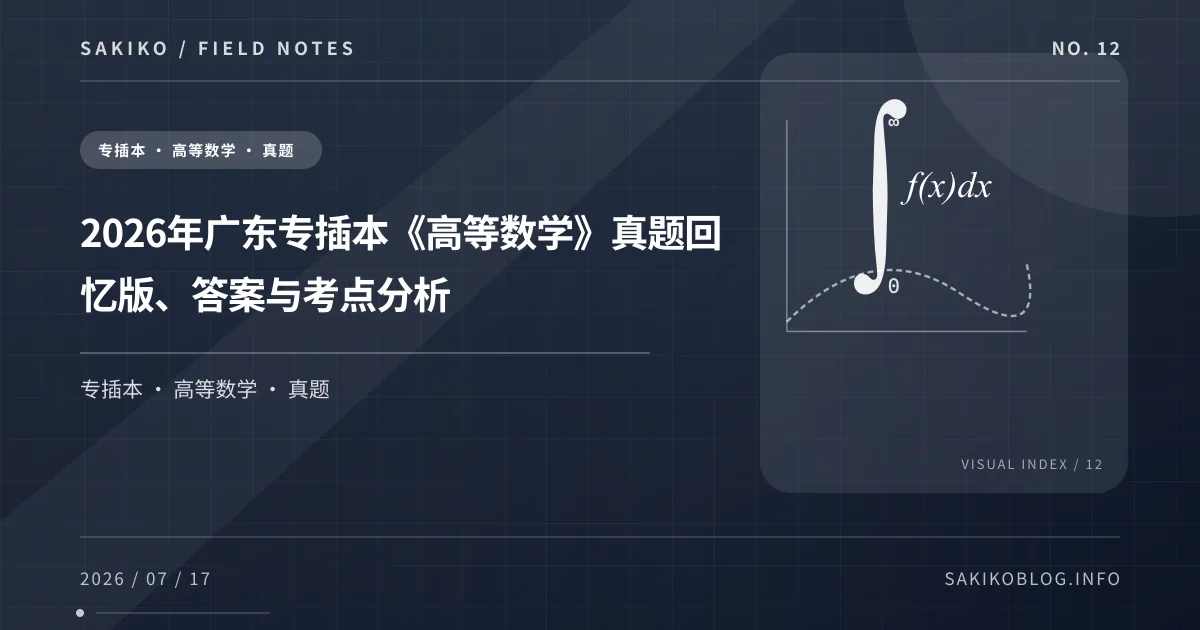 SAKIKO / FIELD NOTES
NO. 12
专插本 · 高等数学 · 真题
2026年广东专插本《高等数学》真题回
忆版、答案与考点分析
专插本 · 高等数学 · 真题
∞
∫ f(x)dx
0
VISUAL INDEX / 12
2026 / 07 / 17
SAKIKOBLOG.INFO